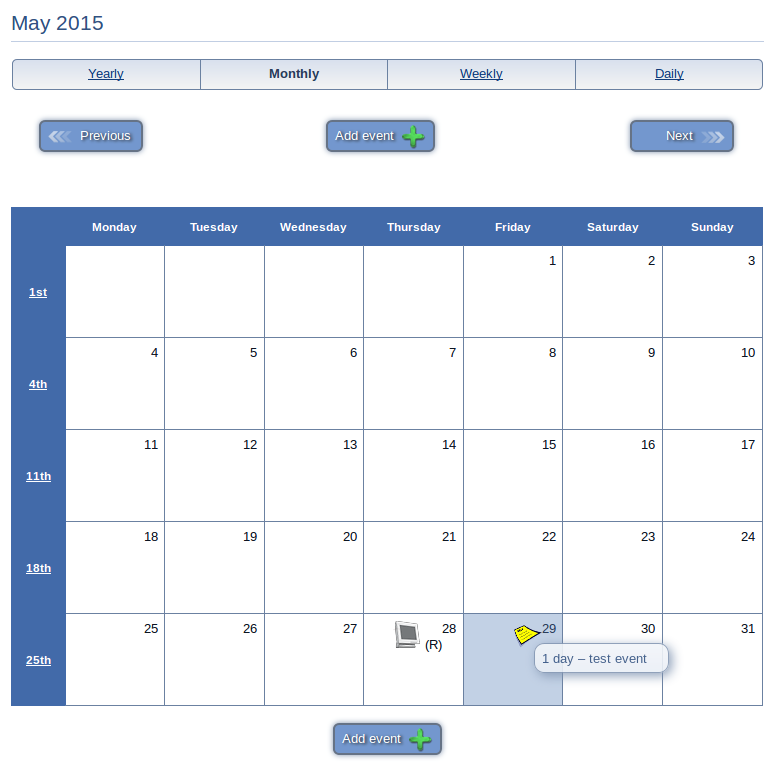 May 2015
Yearly Monthly Weekly Daily
Previous Add event Next
Monday Tuesday Wednesday Thursday Friday Saturday Sunday
1 2 3
1st
4 5 6 7 8 9 10
4th
11 12 13 14 15 16 17
11th
18 19 20 21 22 23 24
18th
25 26 27 28 29 30 31
(R)
25th 1 day – test event
Add event